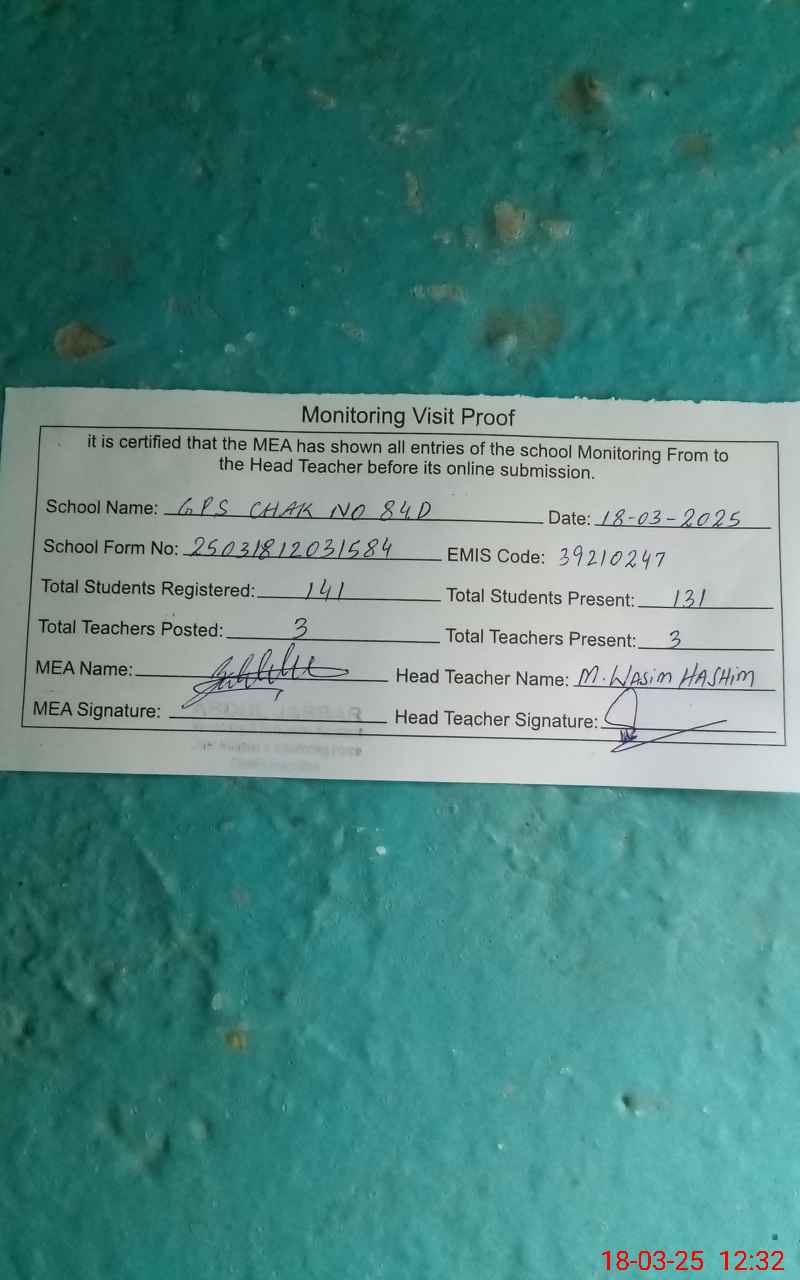 Monitoring Visit Proof
it is certified that the MEA has shown all entries of the school Monitoring From to
the Head Teacher before its online submission.
School Name: GPS CHAK NO 84D Date: 18-03-2025
School Form No: 25031812031584 EMIS Code: 39210247
Total Students Registered: 141 Total Students Present: 131
Total Teachers Posted: 3 Total Teachers Present: 3
MEA Name: Head Teacher Name: M. WASIM HASHIM
MEA Signature: Head Teacher Signature:
18-03-25 12:32